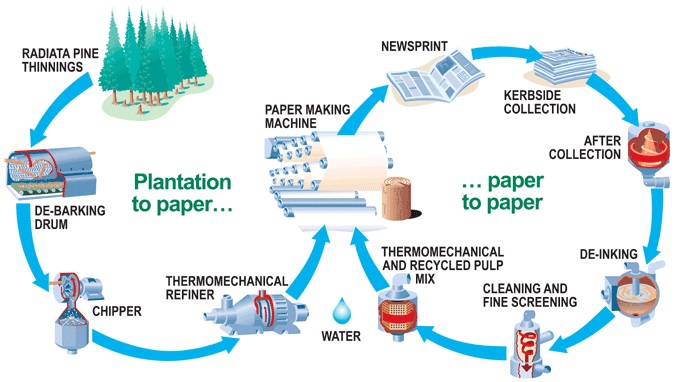 RADIATA PINE
THINNINGS
DE-BARKING
DRUM
CHIPPER
THERMOMECHANICAL
REFINER
Plantation
to paper...
PAPER MAKING
MACHINE
WATER
NEWSPRINT
KERBSIDE
COLLECTION
AFTER
COLLECTION
... paper
to paper
DE-INKING
CLEANING AND
FINE SCREENING
THERMOMECHANICAL
AND RECYCLED PULP
MIX